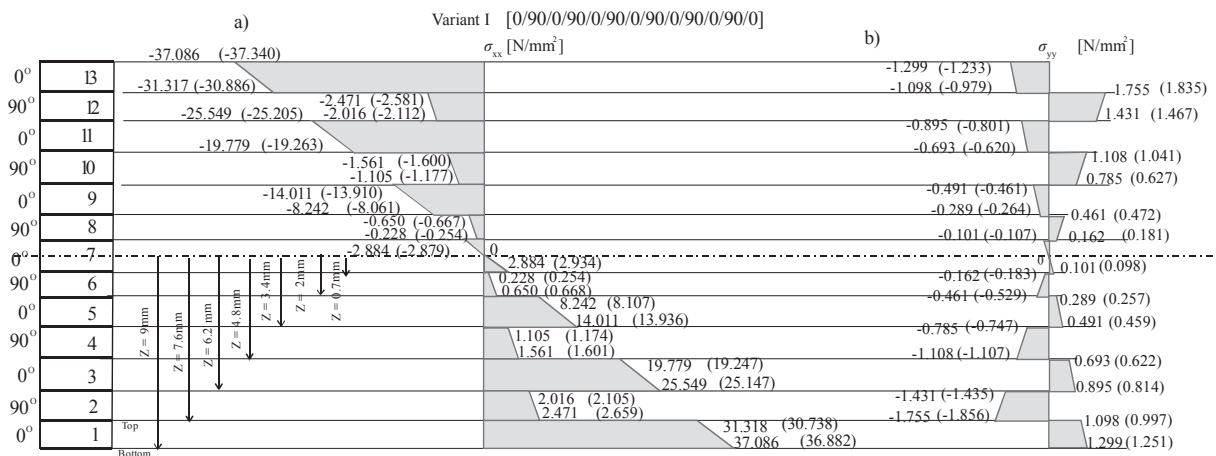 Variant I [0/90/0/90/0/90/0/90/0/90/0/90/0]
a)
b)
σxx [N/mm²]
σyy [N/mm²]
0° 13 -37.086 (-37.340) -1.299 (-1.233)
-31.317 (-30.886) -1.098 (-0.979)
90° 12 -2.471 (-2.581) 1.755 (1.835)
-2.016 (-2.112) 1.431 (1.467)
0° 11 -25.549 (-25.205) -0.895 (-0.801)
-19.779 (-19.263) -0.693 (-0.620)
90° 10 -1.561 (-1.600) 1.108 (1.041)
-1.105 (-1.177) 0.785 (0.627)
0° 9 -14.011 (-13.910) -0.491 (-0.461)
-8.242 (-8.061) -0.289 (-0.264)
90° 8 -0.650 (-0.667) 0.461 (0.472)
-0.228 (-0.254) 0.162 (0.181)
0° 7 -2.884 (-2.879) 0 -0.101 (-0.107) 0
2.884 (2.934) 0.101 (0.098)
90° 6 0.228 (0.254) -0.162 (-0.183)
0.650 (0.668) -0.461 (-0.529)
0° 5 8.242 (8.107) 0.289 (0.257)
14.011 (13.936) 0.491 (0.459)
90° 4 1.105 (1.174) -0.785 (-0.747)
1.561 (1.601) -1.108 (-1.107)
0° 3 19.779 (19.247) 0.693 (0.622)
25.549 (25.147) 0.895 (0.814)
90° 2 2.016 (2.105) -1.431 (-1.435)
2.471 (2.659) -1.755 (-1.856)
0° 1 Top 31.318 (30.738) 1.098 (0.997)
Bottom 37.086 (36.882) 1.299 (1.251)
Z = 9mm
Z = 7.6mm
Z = 6.2 mm
Z = 4.8mm
Z = 3.4mm
Z = 2mm
Z = 0.7mm